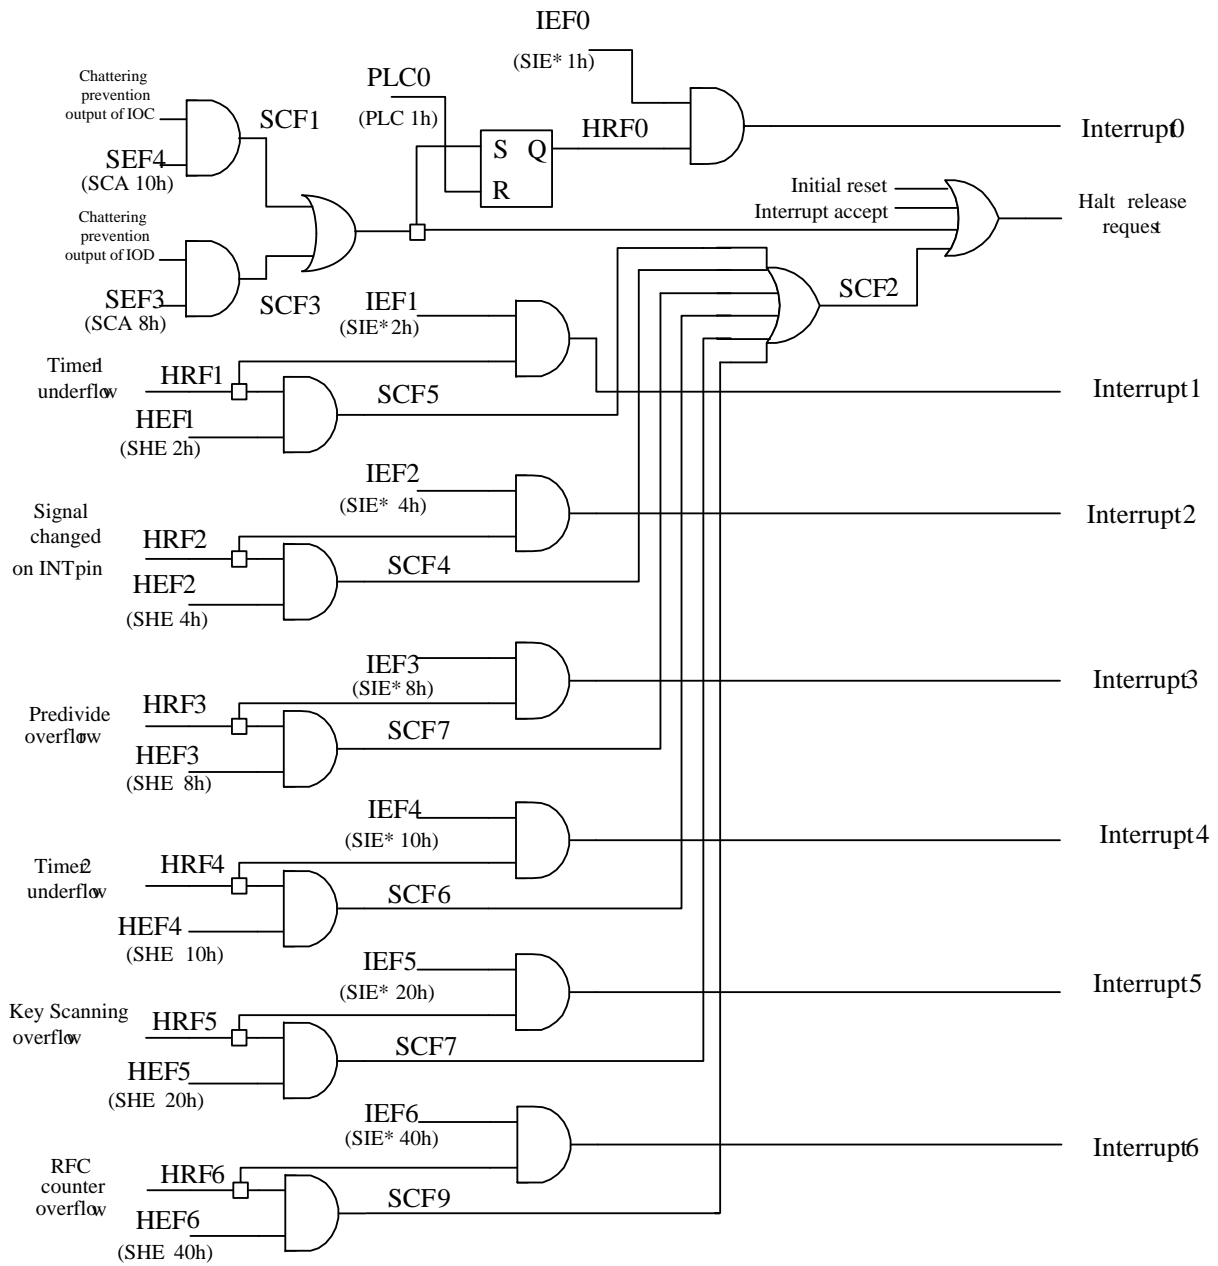 IEF0
(SIE* 1h)
Chattering
prevention
output of IOC
PLC0
(PLC 1h)
SCF1
HRF0
Interrupt0
S Q
R
SEF4
(SCA 10h)
Initial reset
Interrupt accept
Halt release
request
Chattering
prevention
output of IOD
SEF3
(SCA 8h)
SCF3
SCF2
IEF1
(SIE* 2h)
Timer1
underflow
HRF1
SCF5
Interrupt1
HEF1
(SHE 2h)
IEF2
(SIE* 4h)
Signal
changed
on INT pin
HRF2
SCF4
Interrupt2
HEF2
(SHE 4h)
IEF3
(SIE* 8h)
Interrupt3
Predivide
overflow
HRF3
SCF7
HEF3
(SHE 8h)
IEF4
(SIE* 10h)
Interrupt4
Timer2
underflow
HRF4
SCF6
HEF4
(SHE 10h)
IEF5
(SIE* 20h)
Interrupt5
Key Scanning
overflow
HRF5
SCF7
HEF5
(SHE 20h)
IEF6
(SIE* 40h)
Interrupt6
RFC
counter
overflow
HRF6
SCF9
HEF6
(SHE 40h)